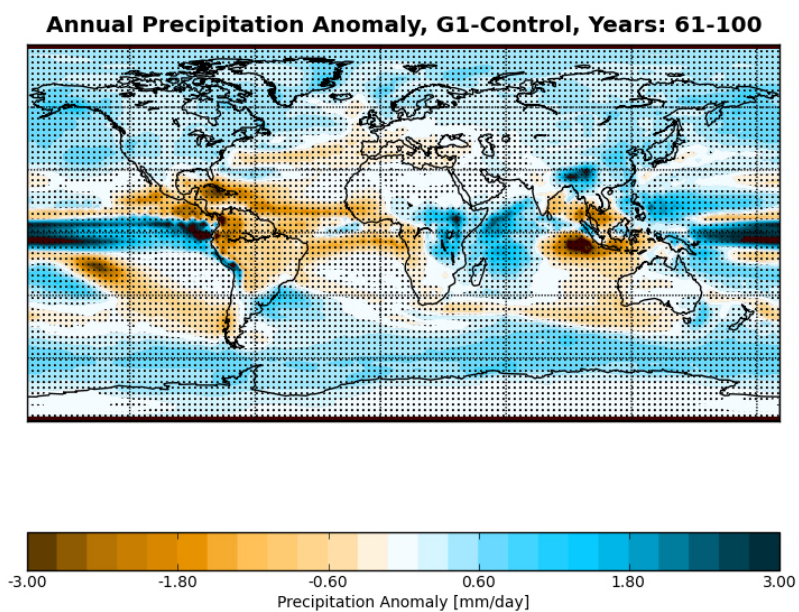 Annual Precipitation Anomaly, G1-Control, Years: 61-100
-3.00 -1.80 -0.60 0.60 1.80 3.00
Precipitation Anomaly [mm/day]